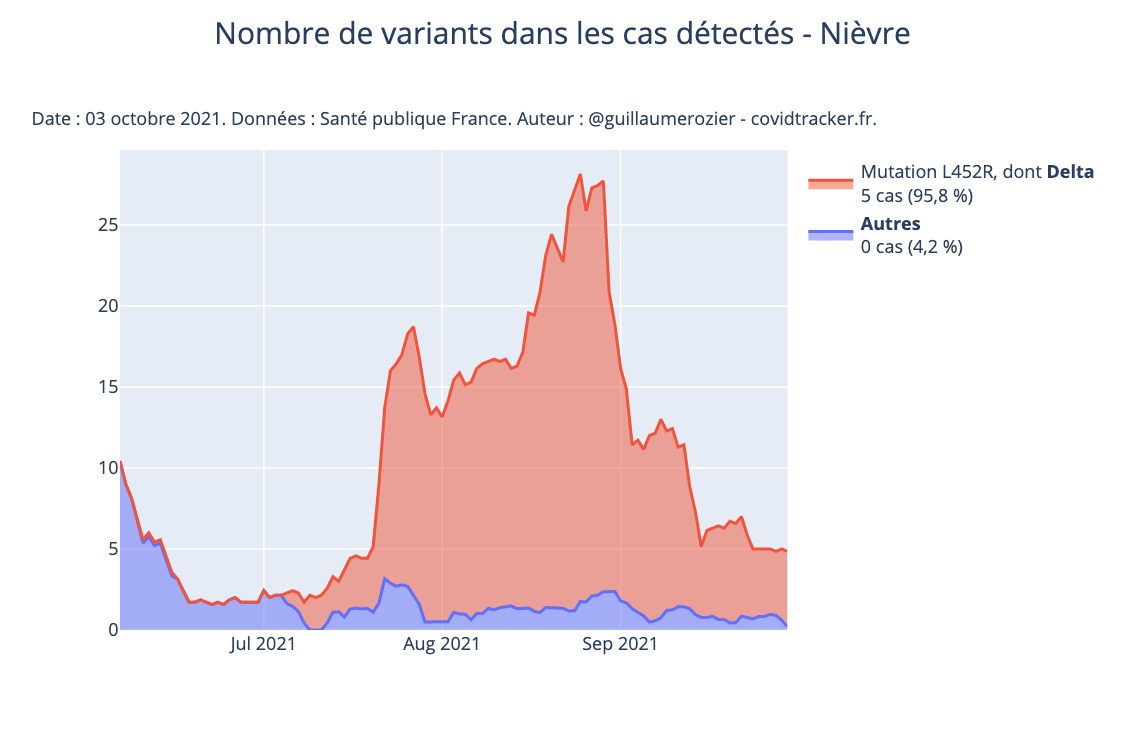 Nombre de variants dans les cas détectés - Nièvre
Date : 03 octobre 2021. Données : Santé publique France. Auteur : @guillaumerozier - covidtracker.fr.
Mutation L452R, dont Delta
5 cas (95,8 %)
Autres
0 cas (4,2 %)
25
20
15
10
5
0
Jul 2021 Aug 2021 Sep 2021